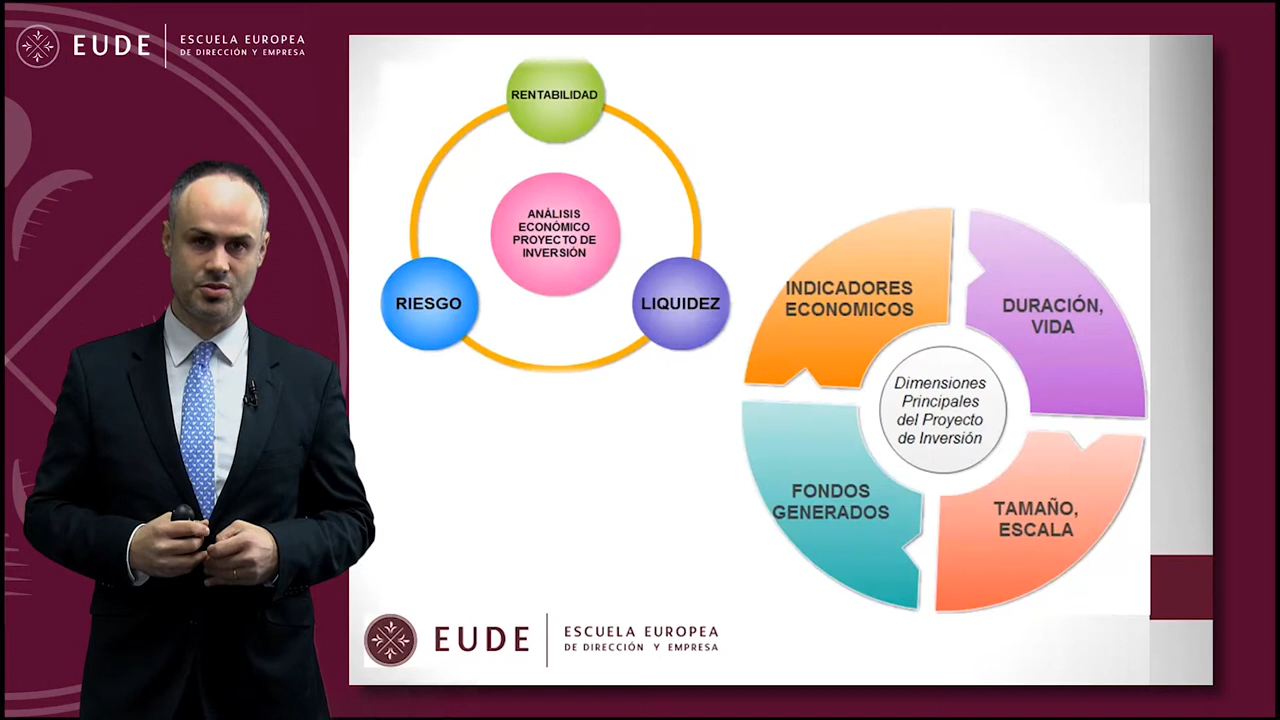 EUDE
ESCUELA EUROPEA
DE DIRECCIÓN Y EMPRESA
RENTABILIDAD
ANÁLISIS
ECONÓMICO
PROYECTO DE
INVERSIÓN
RIESGO
LIQUIDEZ
INDICADORES
ECONOMICOS
DURACIÓN,
VIDA
Dimensiones
Principales
del Proyecto
de Inversión
FONDOS
GENERADOS
TAMAÑO,
ESCALA
EUDE
ESCUELA EUROPEA
DE DIRECCIÓN Y EMPRESA